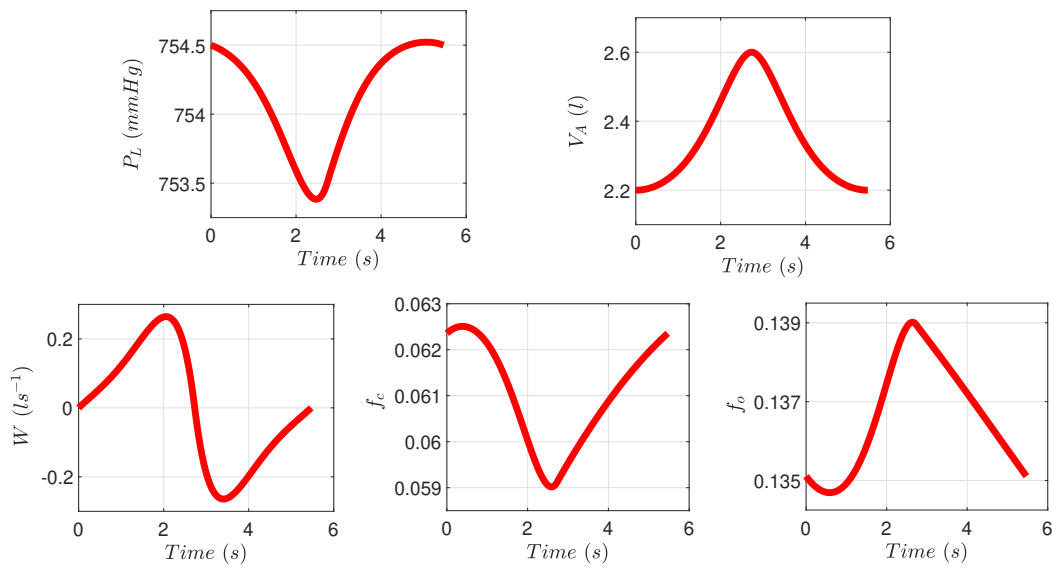 754.5
754
753.5
P_L (mmHg)
0 2 4 6
Time (s)
2.6
2.4
2.2
V_A (l)
0 2 4 6
Time (s)
0.2
0
-0.2
W (ls^{-1})
0 2 4 6
Time (s)
0.063
0.062
0.061
0.06
0.059
f_c
0 2 4 6
Time (s)
0.139
0.137
0.135
f_o
0 2 4 6
Time (s)